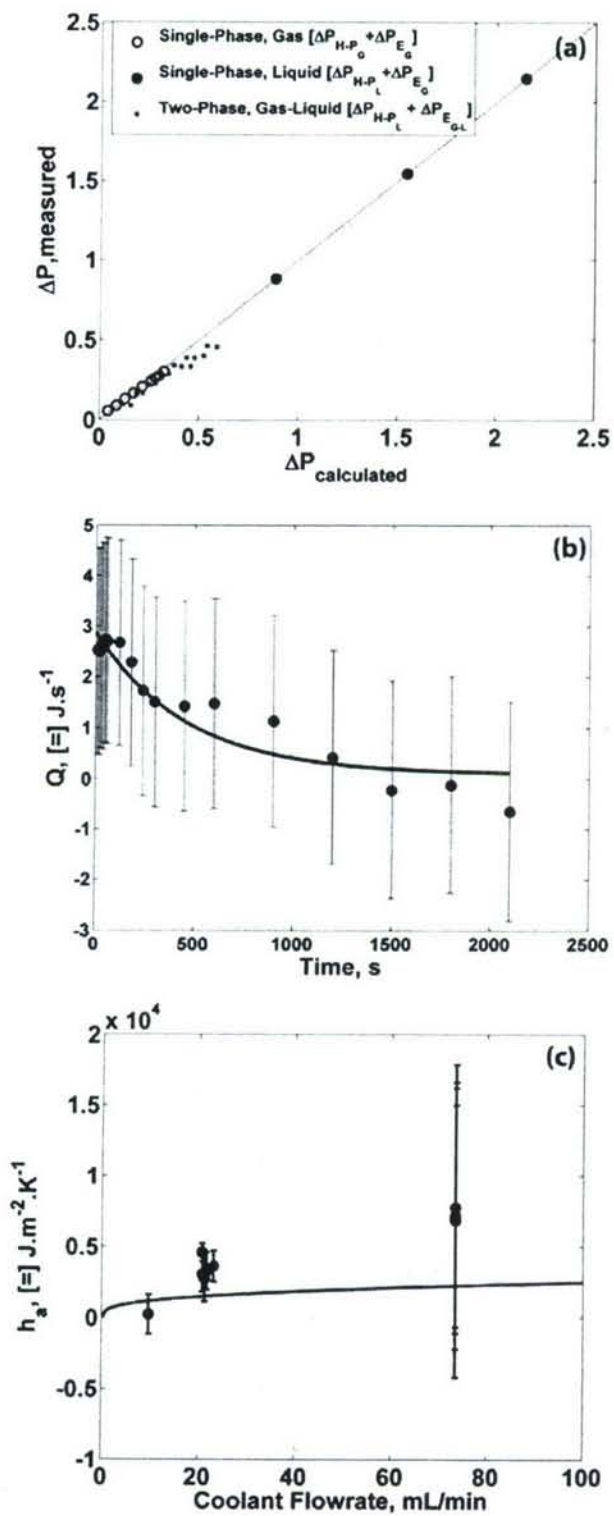 (a)
Single-Phase, Gas [ΔP_H-P_G +ΔP_E_G]
Single-Phase, Liquid [ΔP_H-P_L +ΔP_E_G]
Two-Phase, Gas-Liquid [ΔP_H-P_L + ΔP_E_G-L]
2.5
2
1.5
1
0.5
0
ΔP,measured
0 0.5 1 1.5 2 2.5
ΔP_calculated
(b)
5
4
3
2
1
0
-1
-2
-3
Q, [=] J.s⁻¹
0 500 1000 1500 2000 2500
Time, s
x 10⁴
(c)
2
1.5
1
0.5
0
-0.5
-1
h_a, [=] J.m⁻².K⁻¹
0 20 40 60 80 100
Coolant Flowrate, mL/min